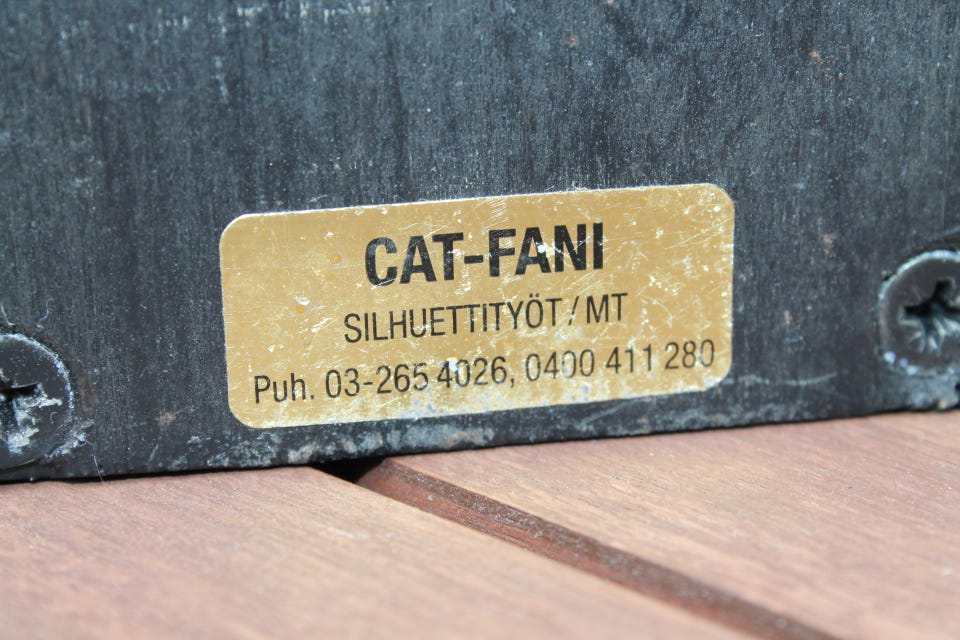 CAT-FANI
SILHUETTITYÖT / MT
Puh. 03-265 4026, 0400 411 280